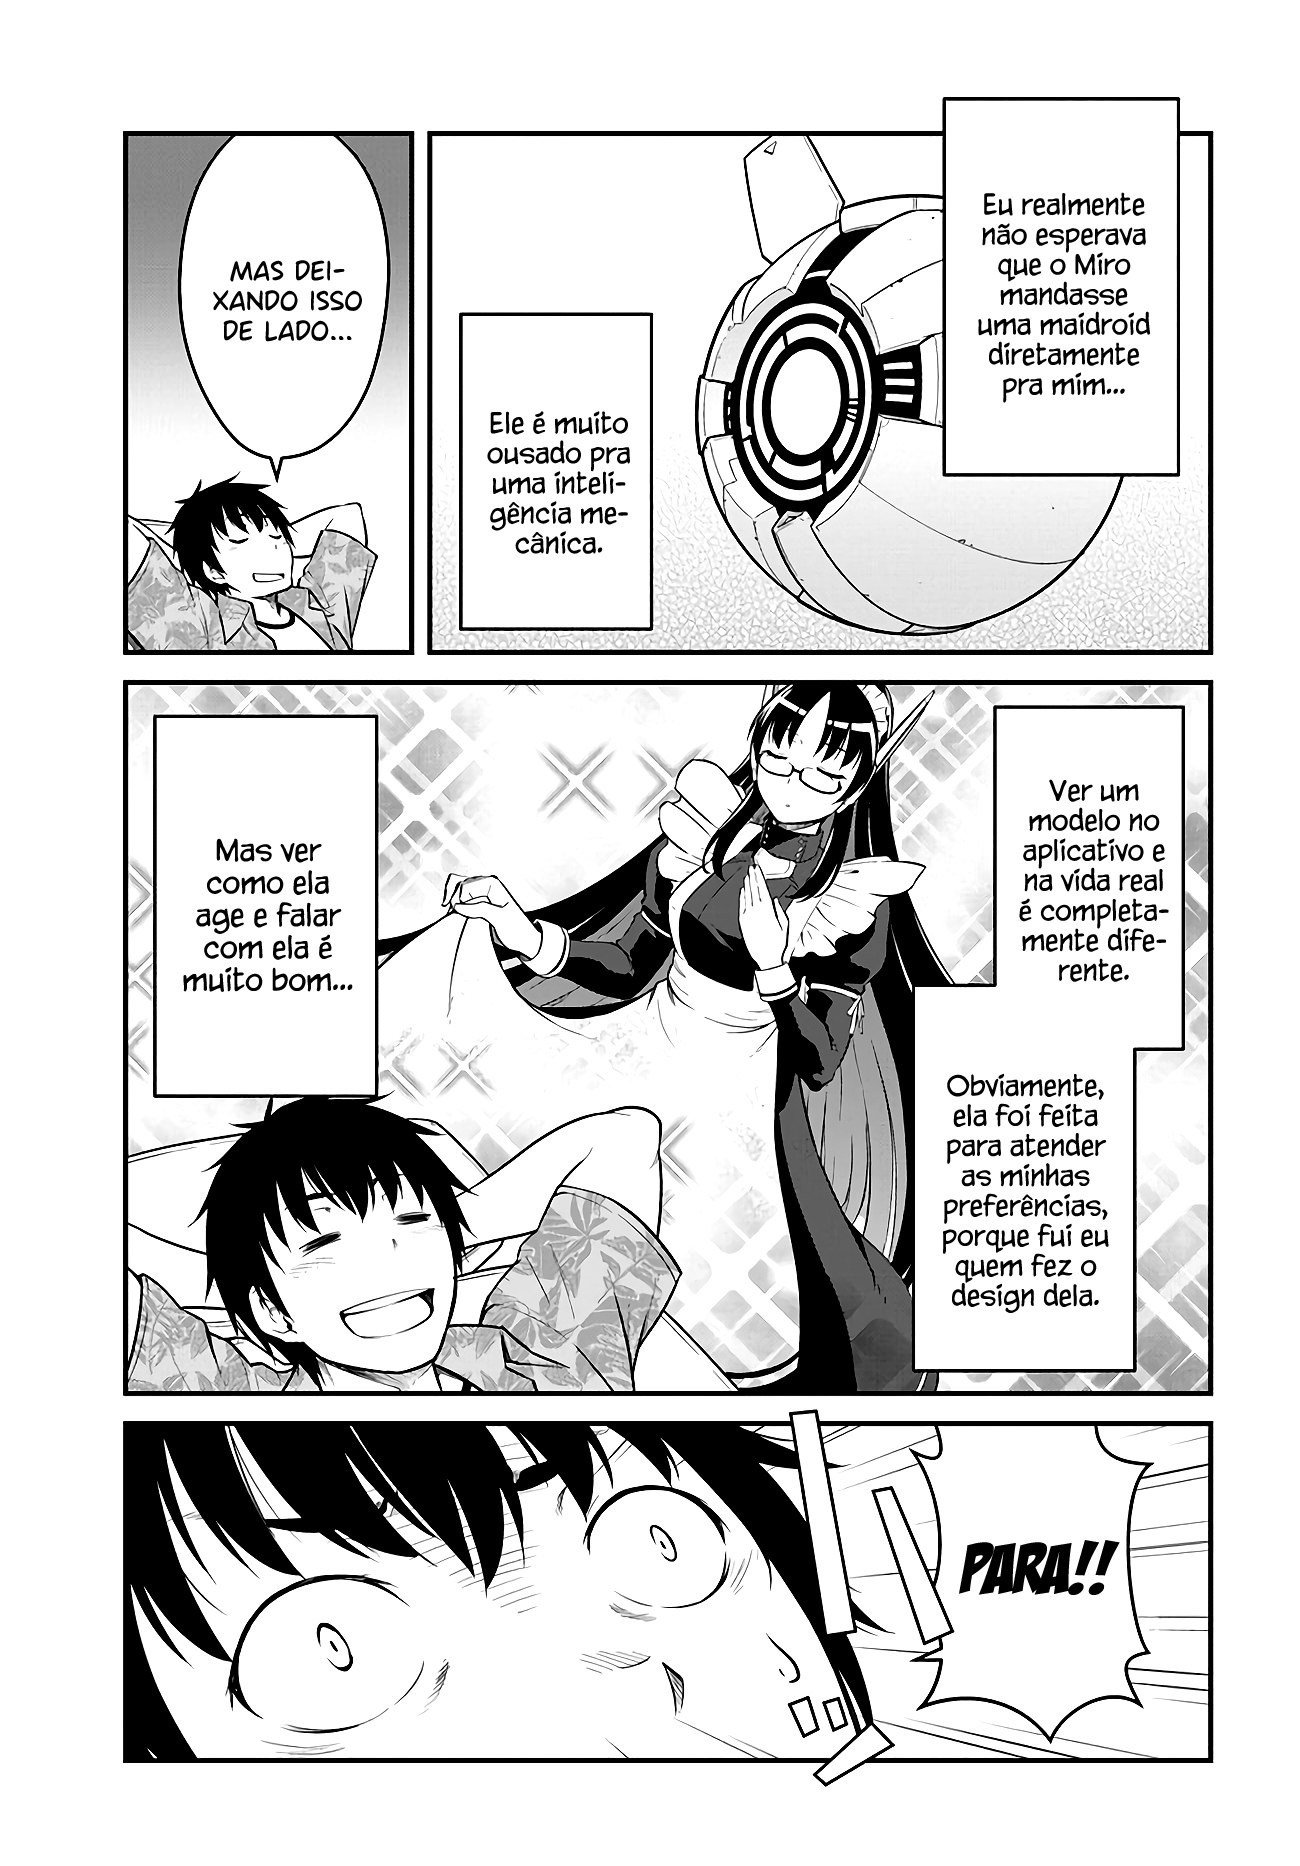 Eu realmente
não esperava
que o Miro
mandasse
uma maidroid
diretamente
pra mim...
Ele é muito
ousado pra
uma inteli-
gência me-
cânica.
MAS DEI-
XANDO ISSO
DE LADO...
Ver um
modelo no
aplicativo e
na vida real
é completa-
mente dife-
rente.
Obviamente,
ela foi feita
para atender
as minhas
preferências,
porque fui eu
quem fez o
design dela.
Mas ver
como ela
age e falar
com ela é
muito bom...
PARA!!